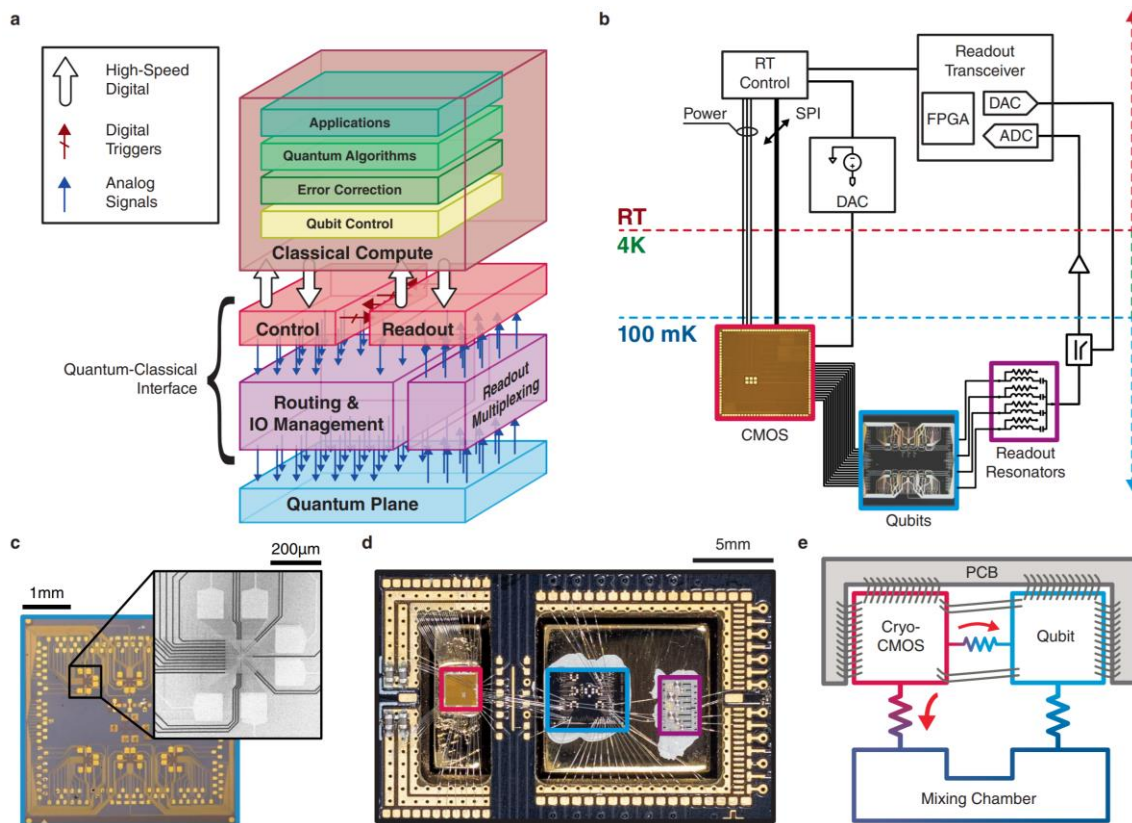 a
High-Speed
Digital
Digital
Triggers
Analog
Signals
Applications
Quantum Algorithms
Error Correction
Qubit Control
Classical Compute
Control
Readout
Quantum-Classical
Interface
Routing &
IO Management
Readout
Multiplexing
Quantum Plane
b
RT
Control
Readout
Transceiver
FPGA
DAC
ADC
Power
SPI
DAC
RT
4K
100 mK
CMOS
Qubits
Readout
Resonators
c
200μm
1mm
d
5mm
e
PCB
Cryo-
CMOS
Qubit
Mixing Chamber